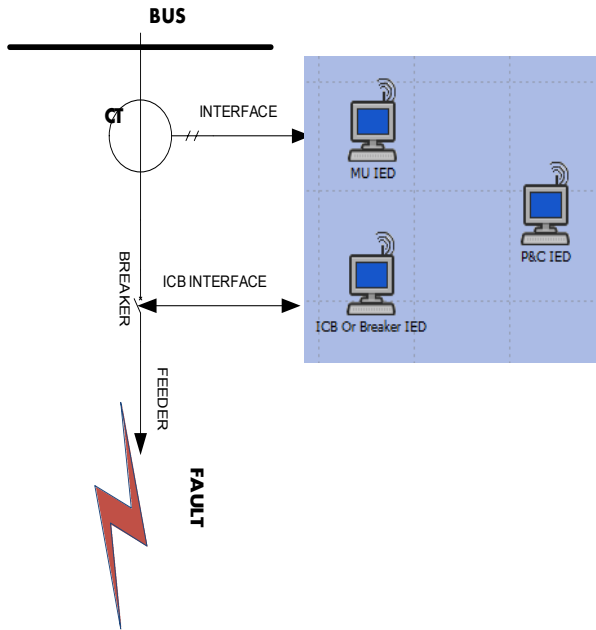 BUS
CT
INTERFACE
MU IED
P&C IED
BREAKER
ICB INTERFACE
ICB Or Breaker IED
FEEDER
FAULT